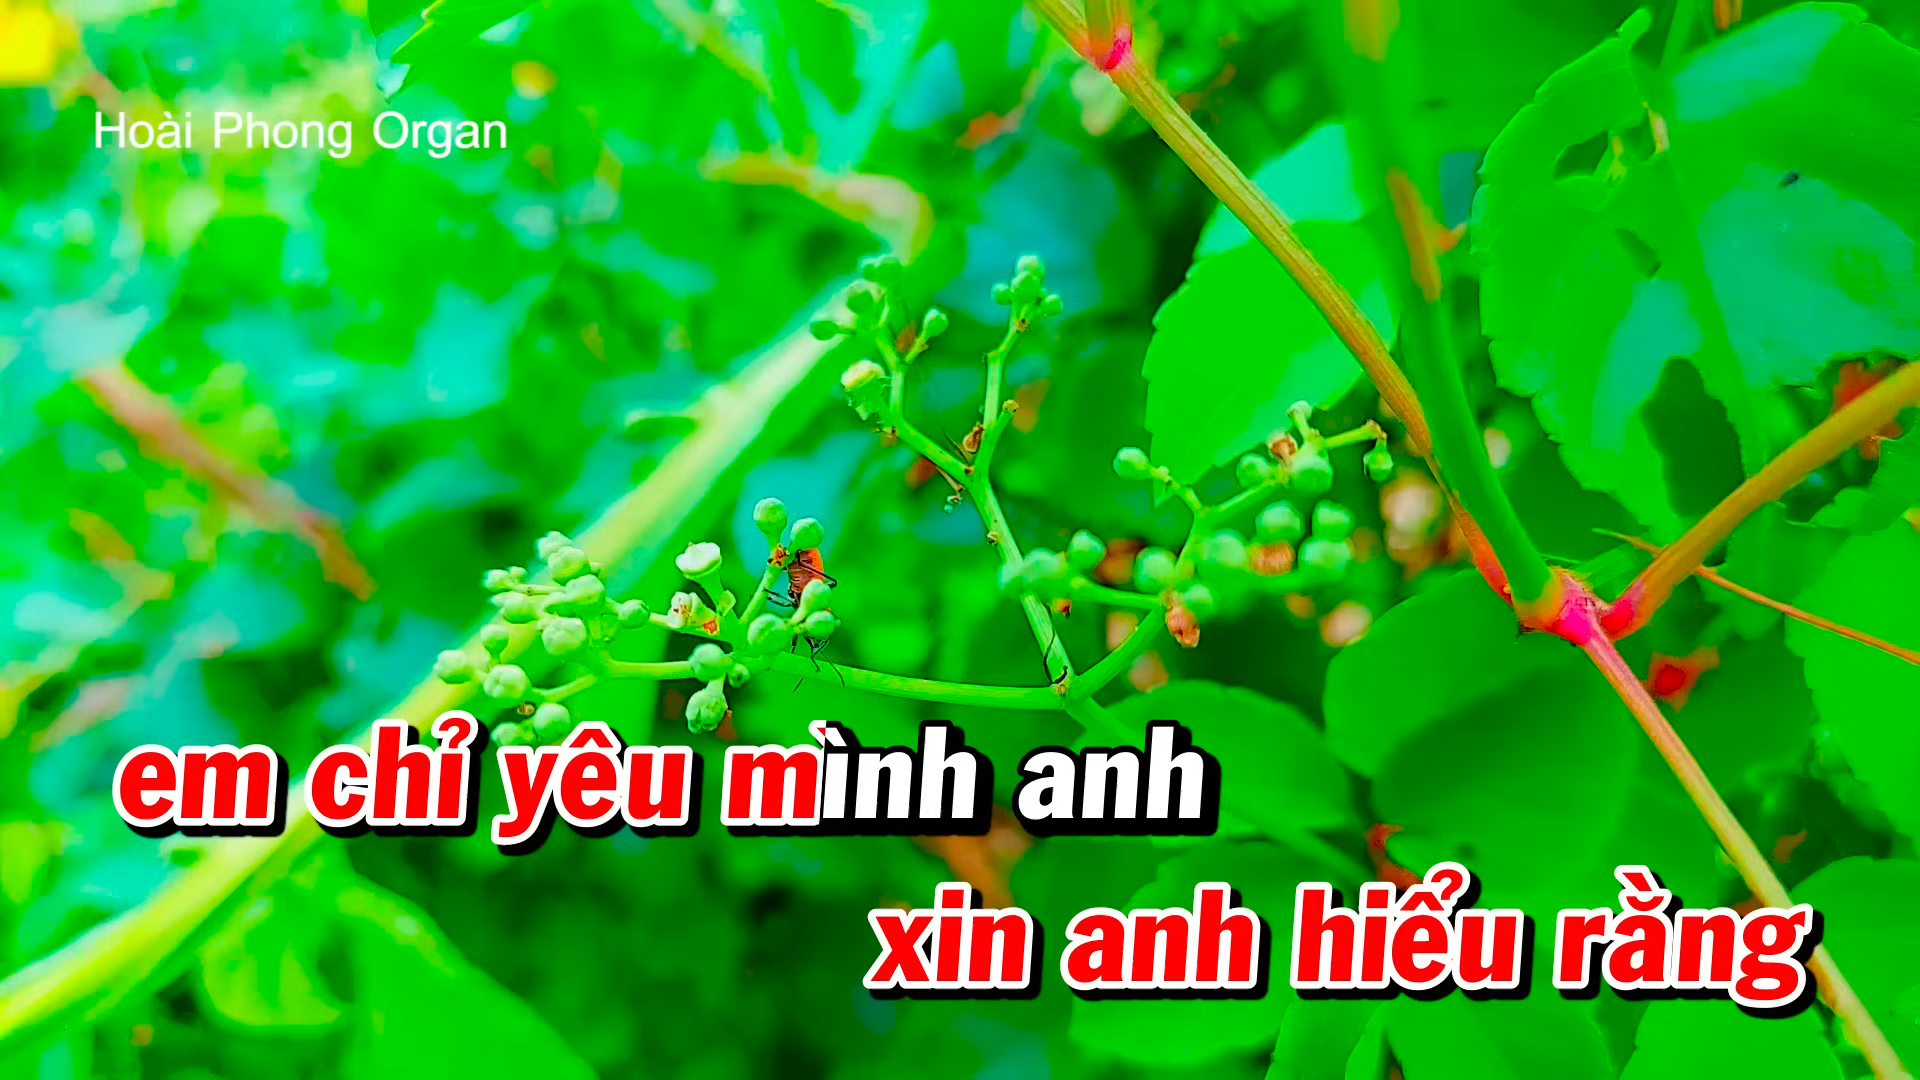 Hoài Phong Organ
em chỉ yêu mình anh
xin anh hiểu rằng